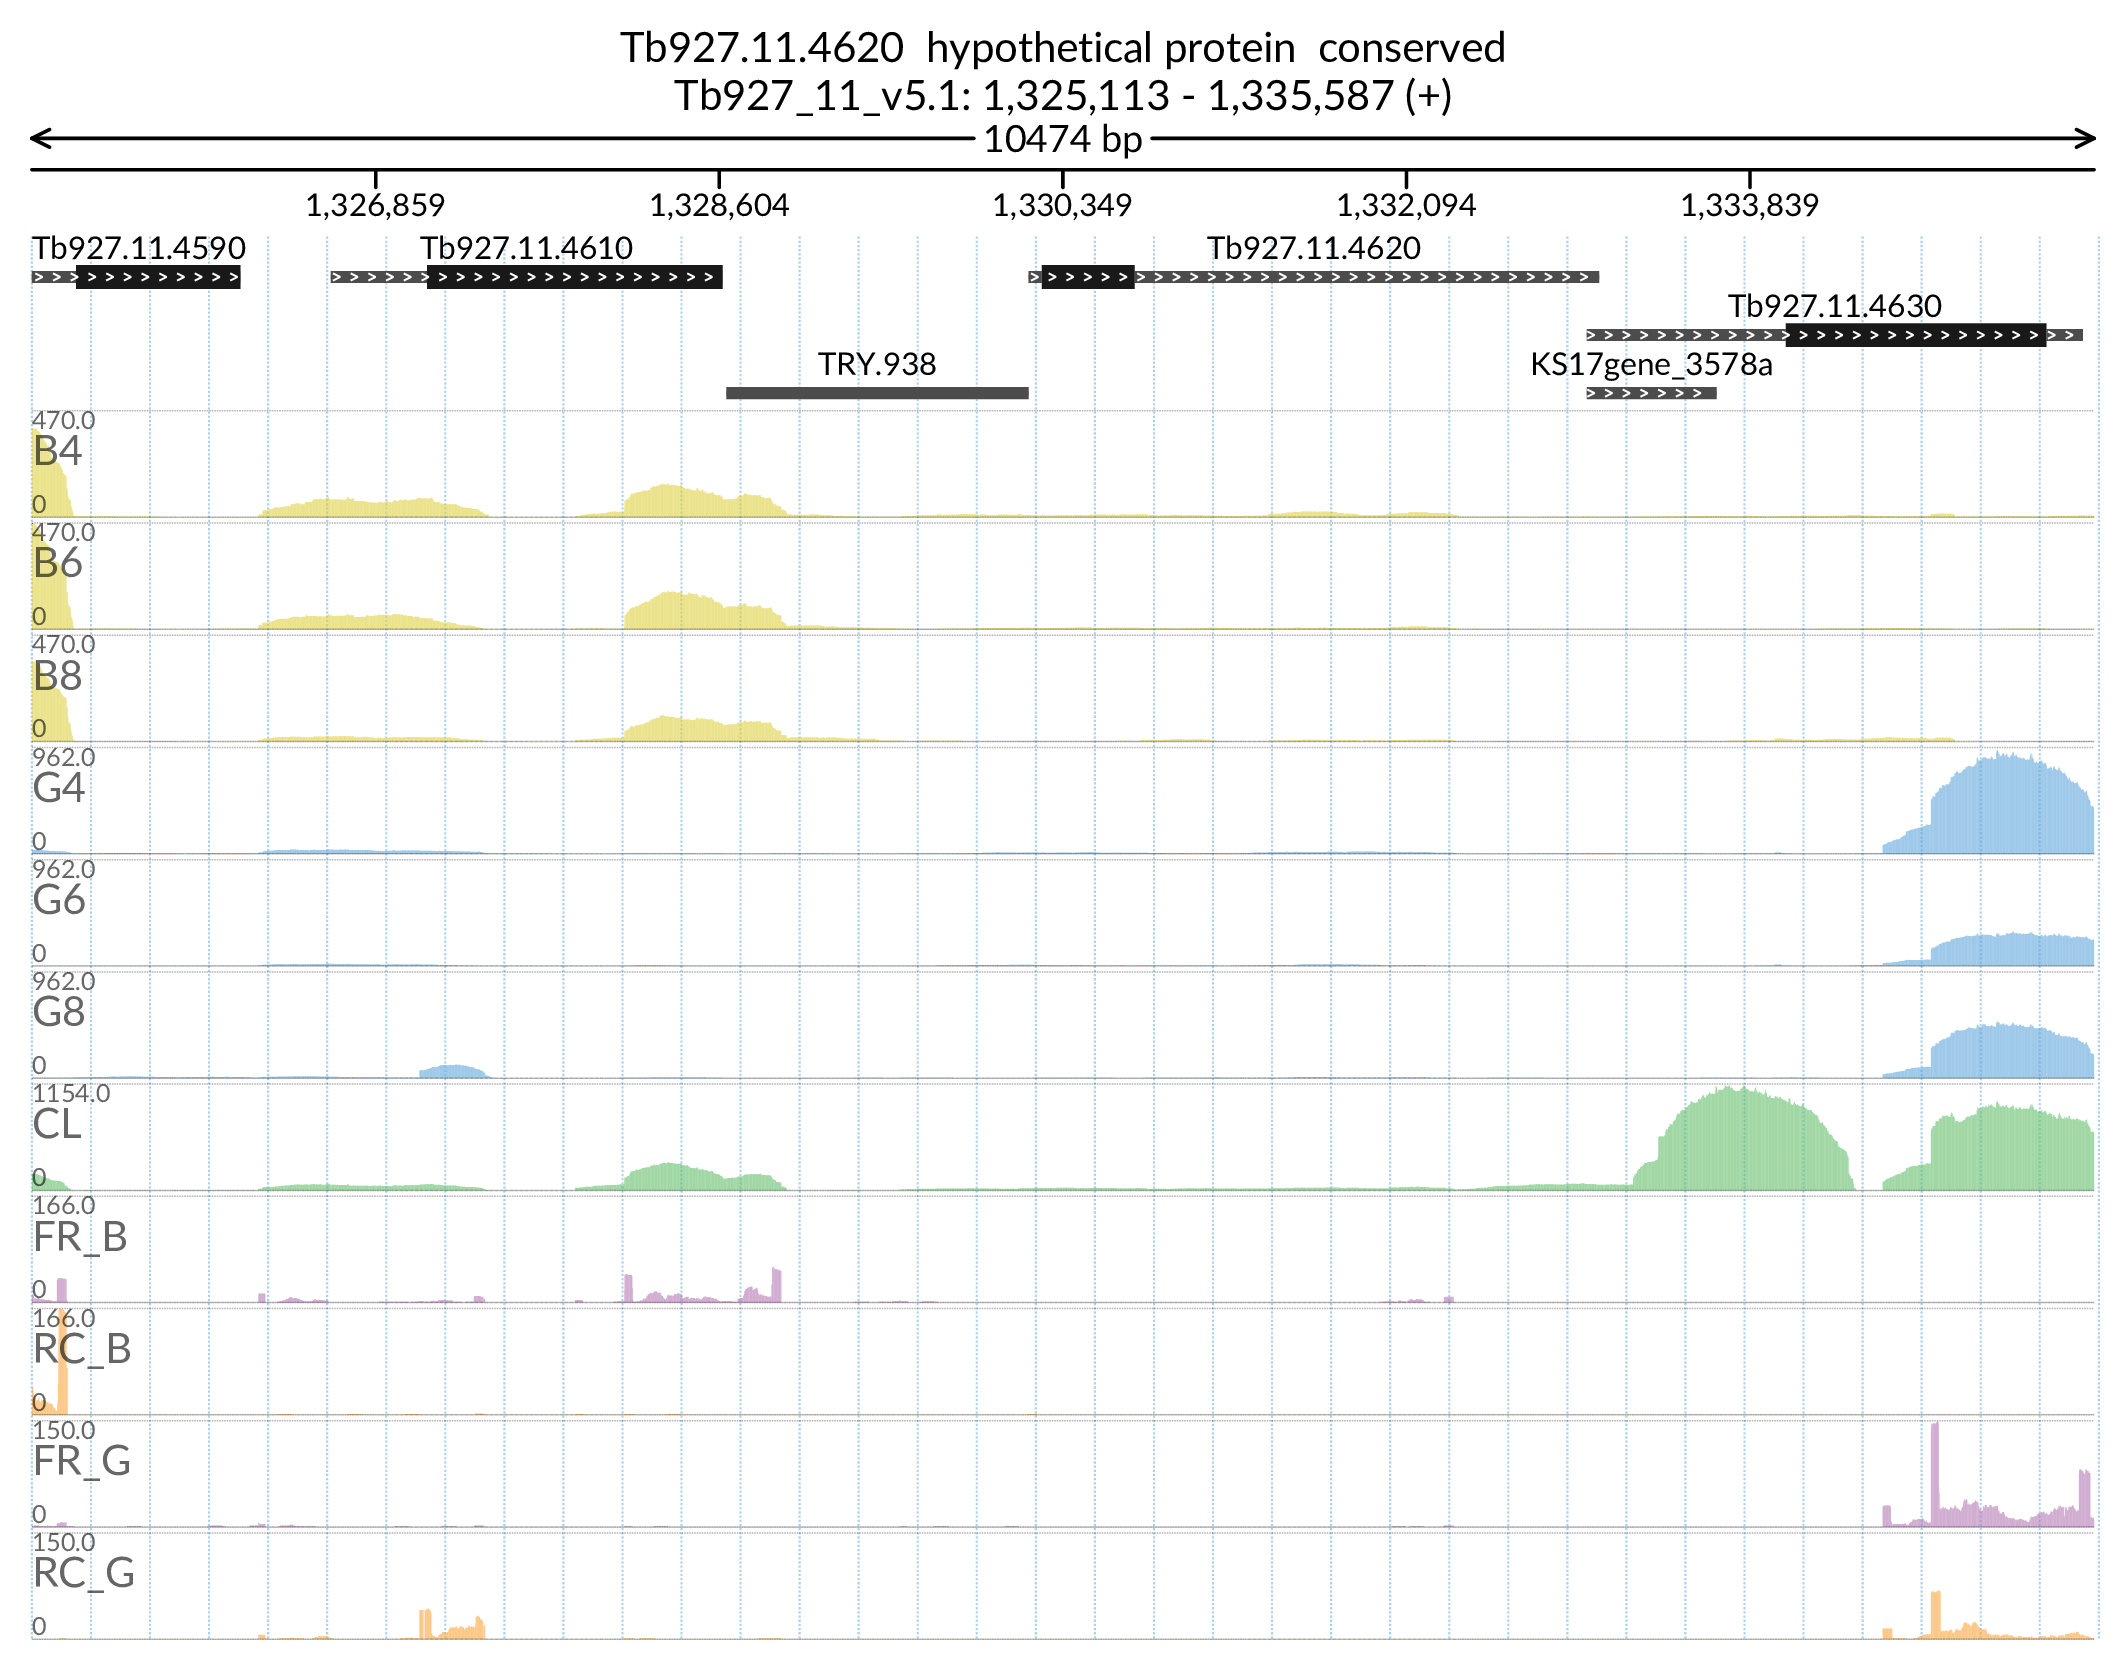 Tb927.11.4620 hypothetical protein conserved
Tb927_11_v5.1: 1,325,113 - 1,335,587 (+)
10474 bp
1,326,859 1,328,604 1,330,349 1,332,094 1,333,839
Tb927.11.4590 Tb927.11.4610 Tb927.11.4620
Tb927.11.4630
TRY.938 KS17gene_3578a
470.0
B4
0
470.0
B6
0
470.0
B8
0
962.0
G4
0
962.0
G6
0
962.0
G8
0
1154.0
CL
0
166.0
FR_B
0
166.0
RC_B
0
150.0
FR_G
0
150.0
RC_G
0